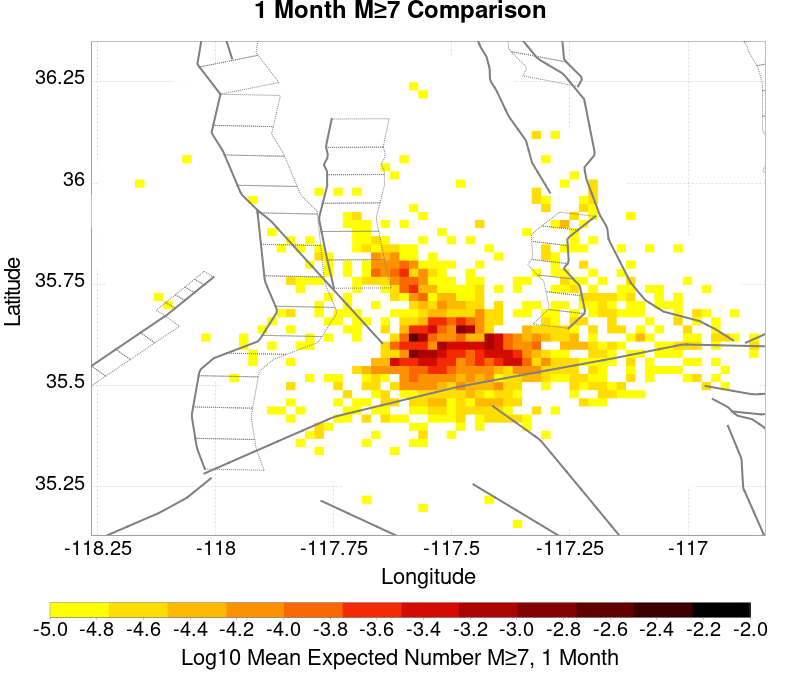 1 Month M≥7 Comparison
36.25
36
35.75
35.5
35.25
Latitude
-118.25 -118 -117.75 -117.5 -117.25 -117
Longitude
-5.0 -4.8 -4.6 -4.4 -4.2 -4.0 -3.8 -3.6 -3.4 -3.2 -3.0 -2.8 -2.6 -2.4 -2.2 -2.0
Log10 Mean Expected Number M≥7, 1 Month